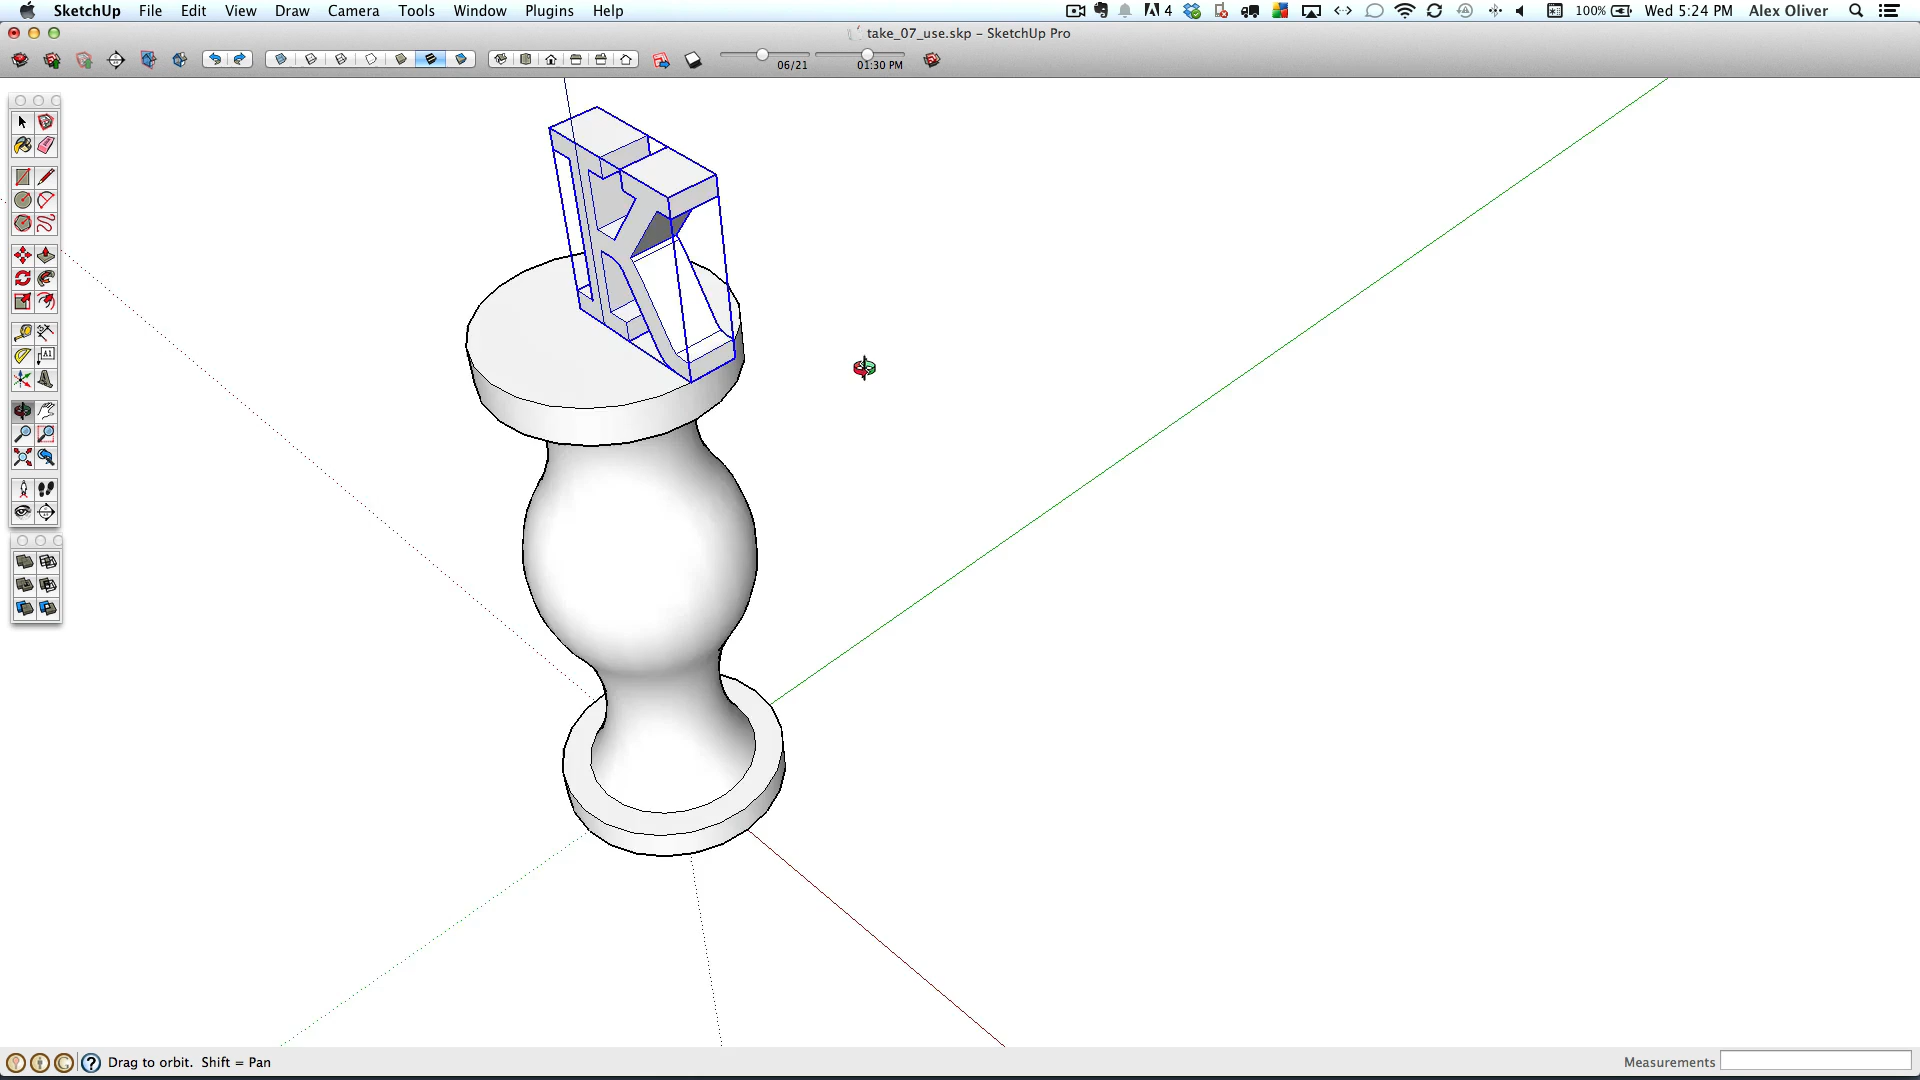 SketchUp File Edit View Draw Camera Tools Window Plugins Help 4 100% Wed 5:24 PM Alex Oliver
take_07_use.skp – SketchUp Pro
06/21 01:30 PM
A1
K
Drag to orbit. Shift = Pan Measurements